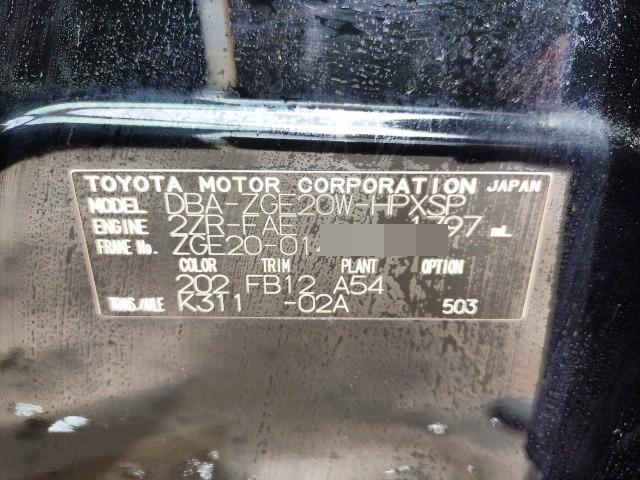 TOYOTA MOTOR CORPORATION JAPAN
MODEL DBA-ZGE20W-HPXSP
ENGINE 2ZR-FAE 1797 mL
FRAME No. ZGE20-01
COLOR TRIM PLANT OPTION
202 FB12 A54
TRANS/AXLE K311 -02A 503